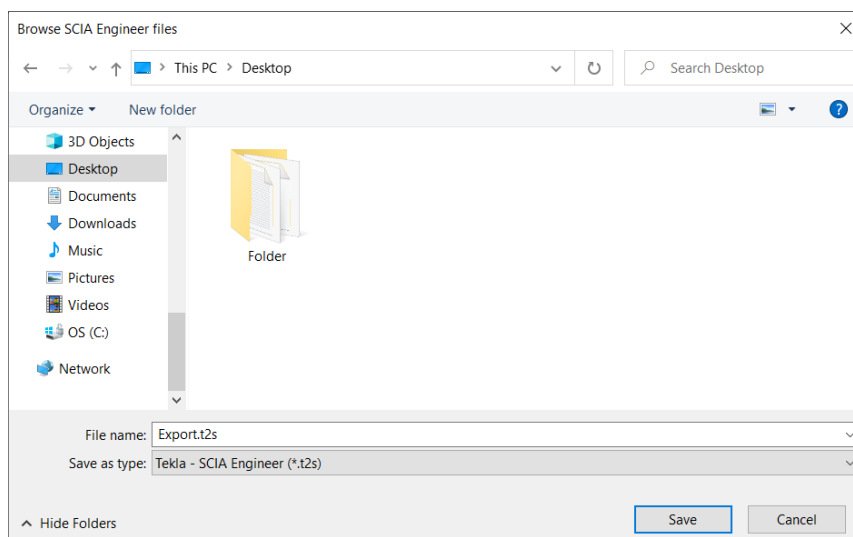 Browse SCIA Engineer files
This PC > Desktop
Search Desktop
Organize
New folder
3D Objects
Desktop
Documents
Downloads
Music
Pictures
Videos
OS (C:)
Network
Folder
File name: Export.t2s
Save as type: Tekla - SCIA Engineer (*.t2s)
Hide Folders
Save
Cancel